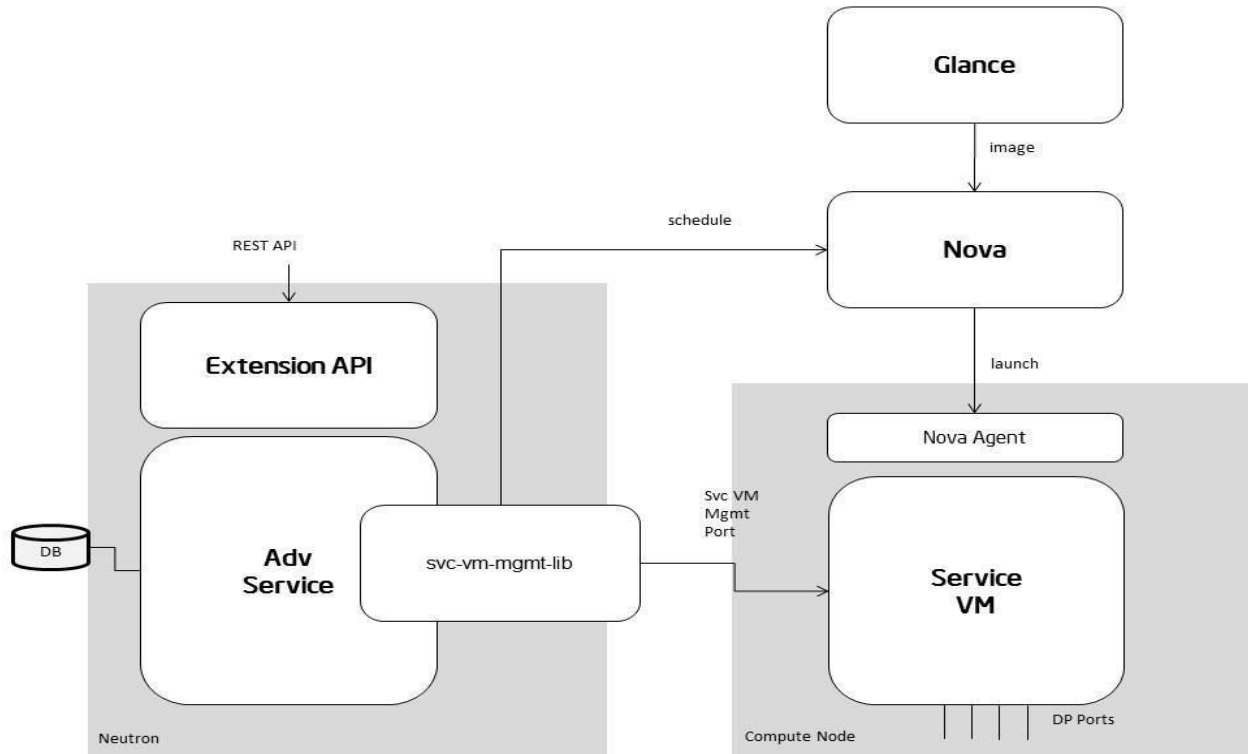 Glance
image
schedule
Nova
REST API
Extension API
launch
Nova Agent
Svc VM
Mgmt
Port
DB
Adv
Service
svc-vm-mgmt-lib
Service
VM
DP Ports
Neutron
Compute Node